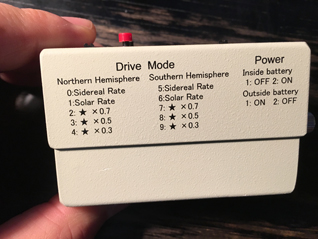 Drive Mode
Northern Hemisphere
0:Sidereal Rate
1:Solar Rate
2: ★ ×0.7
3: ★ ×0.5
4: ★ ×0.3
Southern Hemisphere
5:Sidereal Rate
6:Solar Rate
7: ★ ×0.7
8: ★ ×0.5
9: ★ ×0.3
Power
Inside battery
1: OFF 2: ON
Outside battery
1: ON 2: OFF